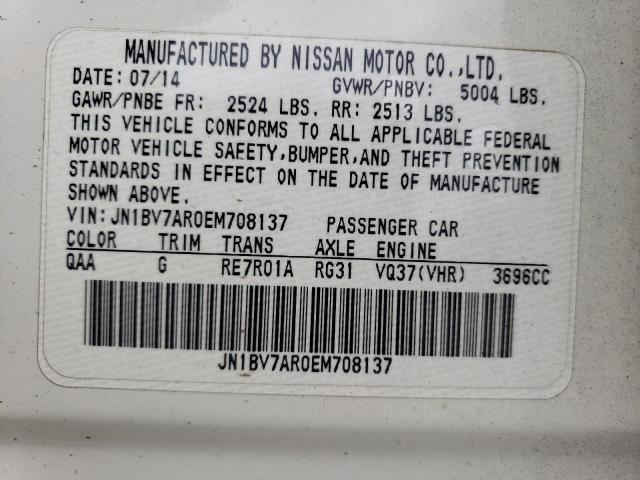 MANUFACTURED BY NISSAN MOTOR CO.,LTD.
DATE: 07/14 GVWR/PNBV: 5004 LBS.
GAWR/PNBE FR: 2524 LBS. RR: 2513 LBS.
THIS VEHICLE CONFORMS TO ALL APPLICABLE FEDERAL
MOTOR VEHICLE SAFETY,BUMPER,AND THEFT PREVENTION
STANDARDS IN EFFECT ON THE DATE OF MANUFACTURE
SHOWN ABOVE.
VIN:JN1BV7AR0EM708137 PASSENGER CAR
COLOR TRIM TRANS AXLE ENGINE
QAA G RE7R01A RG31 VQ37(VHR) 3696CC
JN1BV7AR0EM708137